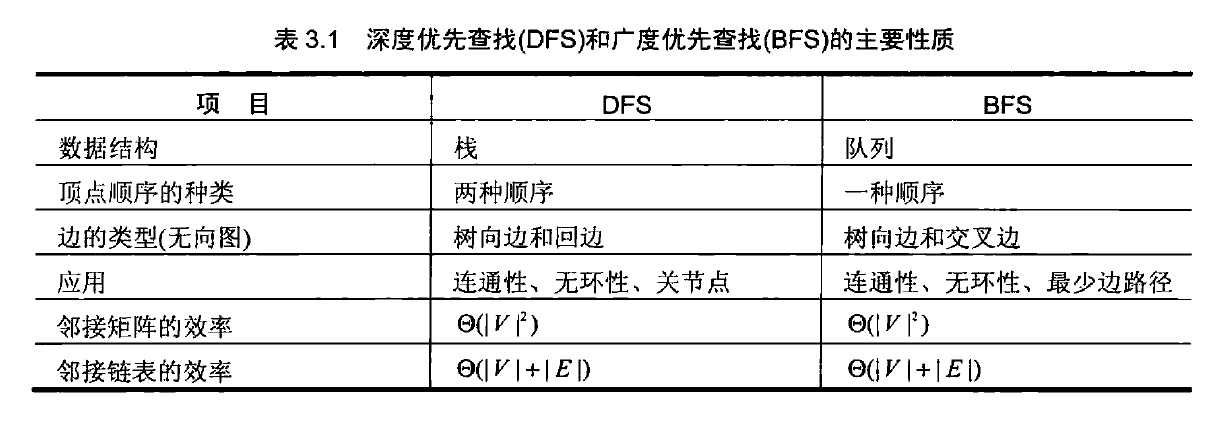 表 3.1 深度优先查找(DFS)和广度优先查找(BFS)的主要性质
项 目 DFS BFS
数据结构 栈 队列
顶点顺序的种类 两种顺序 一种顺序
边的类型(无向图) 树向边和回边 树向边和交叉边
应用 连通性、无环性、关节点 连通性、无环性、最少边路径
邻接矩阵的效率 Θ(|V|²) Θ(|V|²)
邻接链表的效率 Θ(|V|+|E|) Θ(|V|+|E|)